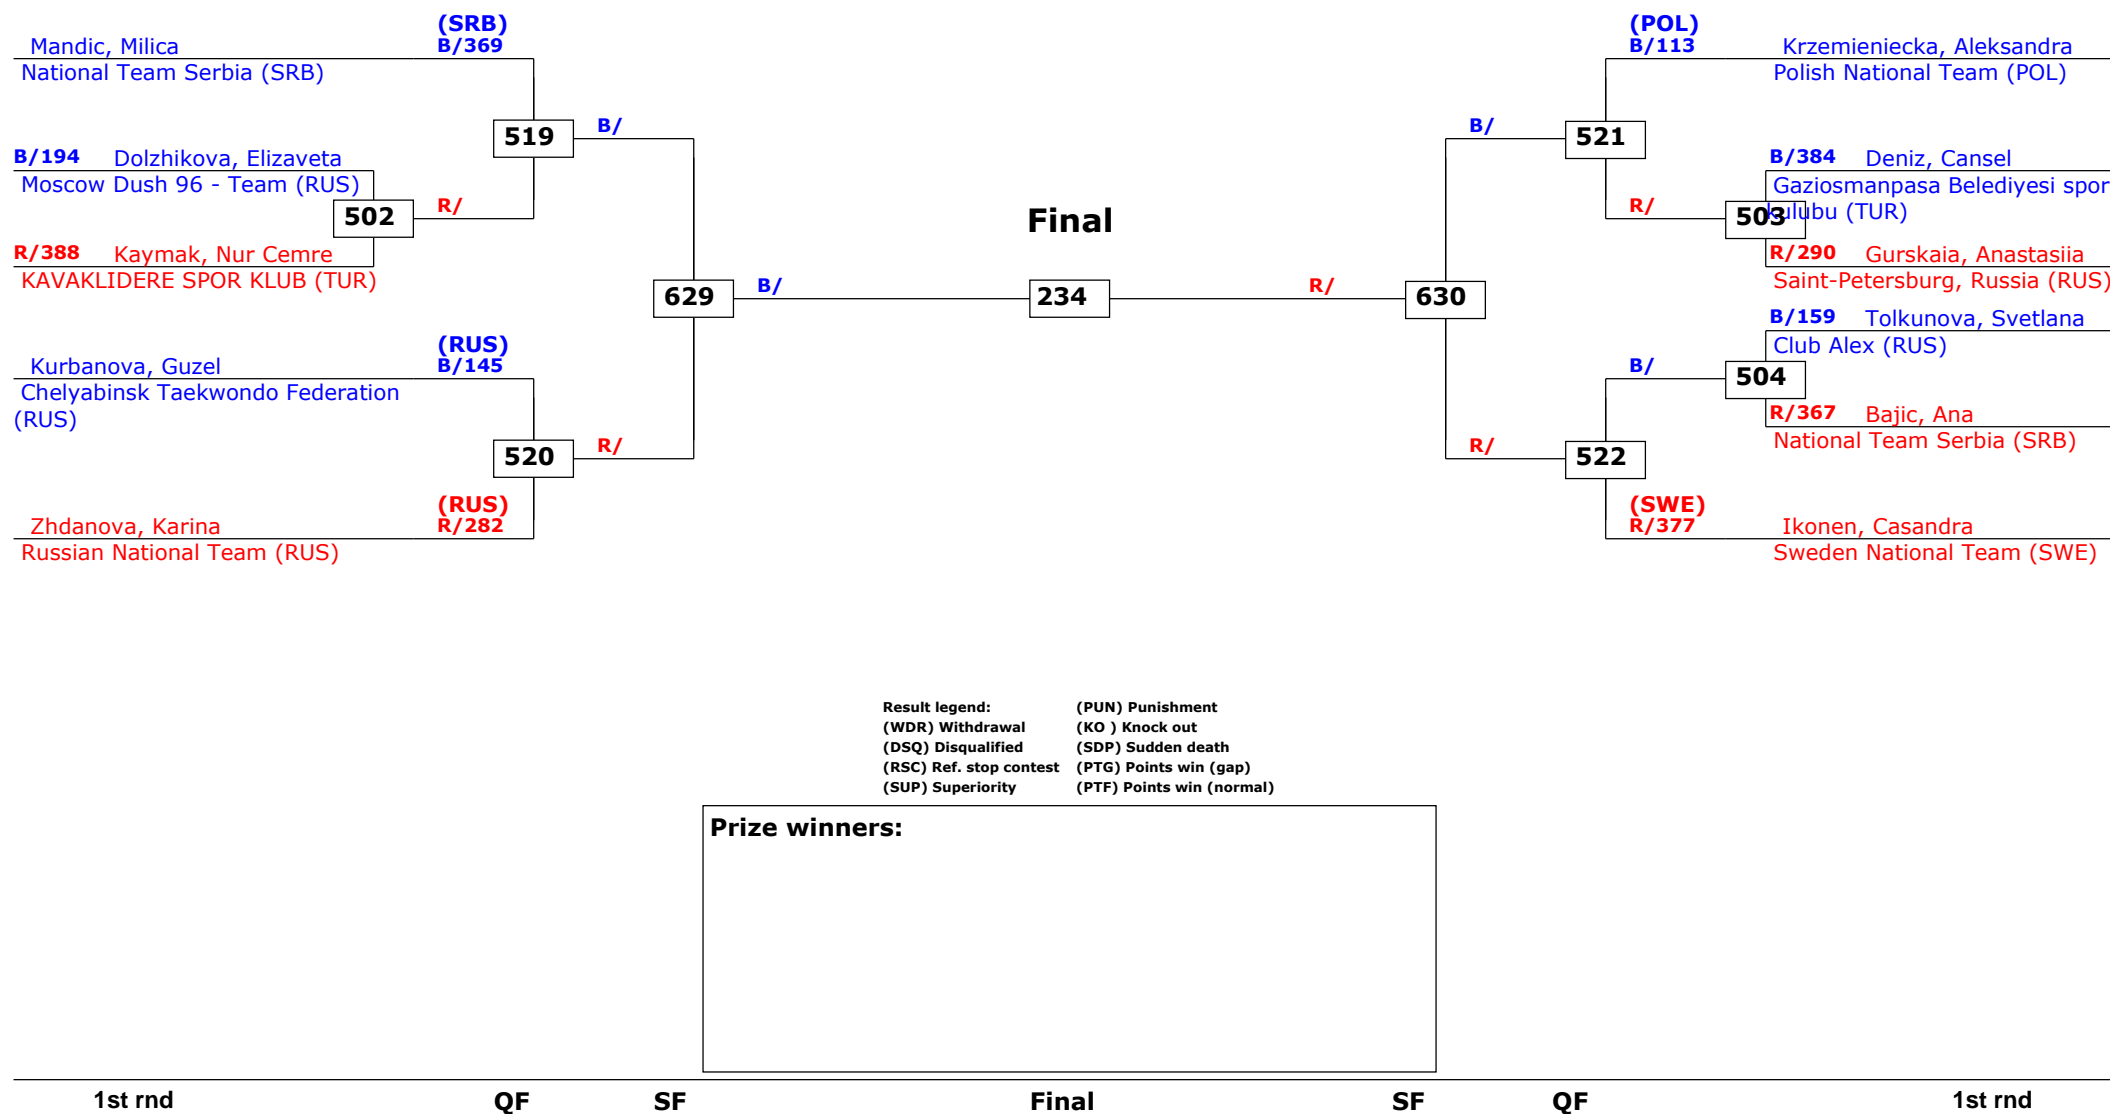 (SRB)
Mandic, Milica B/369
National Team Serbia (SRB)
519
B/
B/194 Dolzhikova, Elizaveta
Moscow Dush 96 - Team (RUS)
502
R/
R/388 Kaymak, Nur Cemre
KAVAKLIDERE SPOR KLUB (TUR)
629
B/
(RUS)
Kurbanova, Guzel B/145
Chelyabinsk Taekwondo Federation
(RUS)
520
R/
(RUS)
Zhdanova, Karina R/282
Russian National Team (RUS)
Final
234
(POL)
B/113 Krzemieniecka, Aleksandra
Polish National Team (POL)
B/
521
B/384 Deniz, Cansel
Gaziosmanpasa Belediyesi spor
kulubu (TUR)
R/
503
R/290 Gurskaia, Anastasiia
Saint-Petersburg, Russia (RUS)
R/
630
B/159 Tolkunova, Svetlana
Club Alex (RUS)
B/
504
R/367 Bajic, Ana
National Team Serbia (SRB)
R/
522
(SWE)
R/377 Ikonen, Casandra
Sweden National Team (SWE)
Result legend: (PUN) Punishment
(WDR) Withdrawal (KO ) Knock out
(DSQ) Disqualified (SDP) Sudden death
(RSC) Ref. stop contest (PTG) Points win (gap)
(SUP) Superiority (PTF) Points win (normal)
Prize winners:
1st rnd QF SF Final SF QF 1st rnd